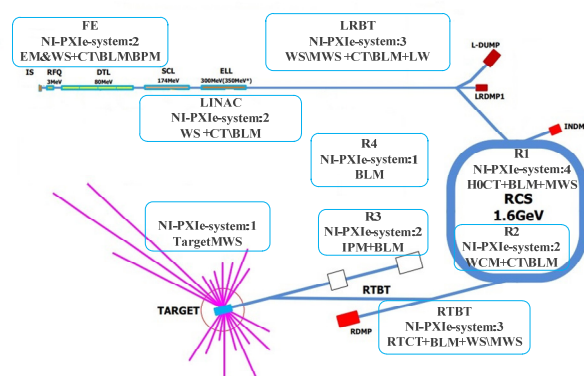 FE
NI-PXIe-system:2
EM&WS+CT\BLM\BPM
LRBT
NI-PXIe-system:3
WS\MWS+CT\BLM+LW
L-DUMP
IS RFQ DTL SCL ELL
3MeV 80MeV 174MeV 300MeV(350MeV*)
LRDMP1
LINAC
NI-PXIe-system:2
WS+CT\BLM
INDM
R4
NI-PXIe-system:1
BLM
R1
NI-PXIe-system:4
H0CT+BLM+MWS
RCS
1.6GeV
NI-PXIe-system:1
TargetMWS
R3
NI-PXIe-system:2
IPM+BLM
R2
NI-PXIe-system:2
WCM+CT\BLM
RTBT
TARGET
RDMP
RTBT
NI-PXIe-system:3
RTCT+BLM+WS\MWS